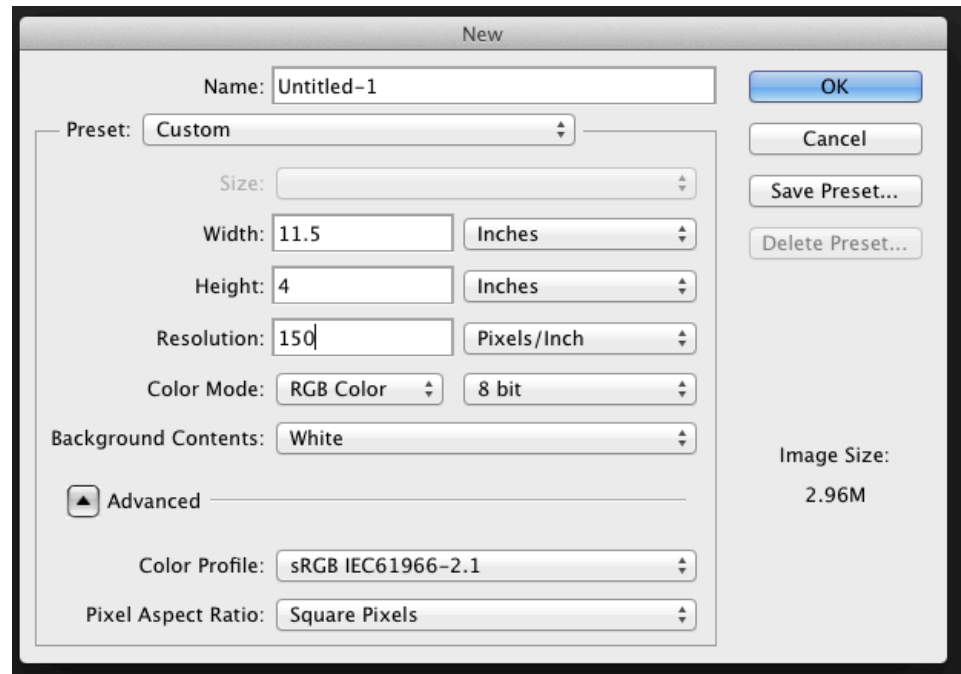 New
Name: Untitled-1
OK
Preset: Custom
Cancel
Size:
Save Preset...
Width: 11.5 Inches
Delete Preset...
Height: 4 Inches
Resolution: 150 Pixels/Inch
Color Mode: RGB Color 8 bit
Background Contents: White
Image Size:
2.96M
Advanced
Color Profile: sRGB IEC61966-2.1
Pixel Aspect Ratio: Square Pixels